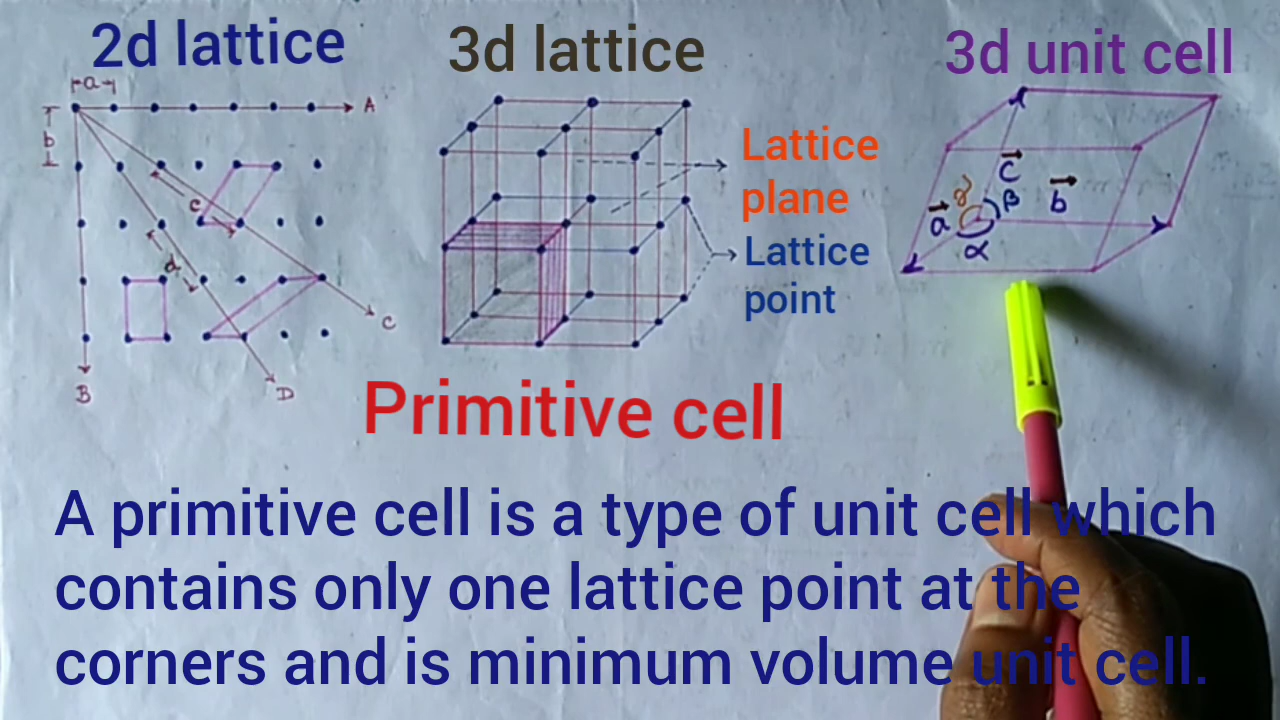 2d lattice
3d lattice
3d unit cell
a
A
b
c
d
B
D
C
Lattice
plane
Lattice
point
c
γ
β
b
a
α
Primitive cell
A primitive cell is a type of unit cell which
contains only one lattice point at the
corners and is minimum volume unit cell.